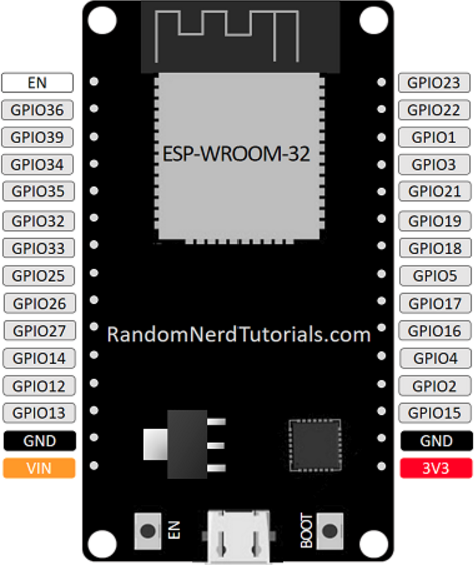 EN
GPIO36
GPIO39
GPIO34
GPIO35
GPIO32
GPIO33
GPIO25
GPIO26
GPIO27
GPIO14
GPIO12
GPIO13
GND
VIN
ESP-WROOM-32
RandomNerdTutorials.com
EN
BOOT
GPIO23
GPIO22
GPIO1
GPIO3
GPIO21
GPIO19
GPIO18
GPIO5
GPIO17
GPIO16
GPIO4
GPIO2
GPIO15
GND
3V3